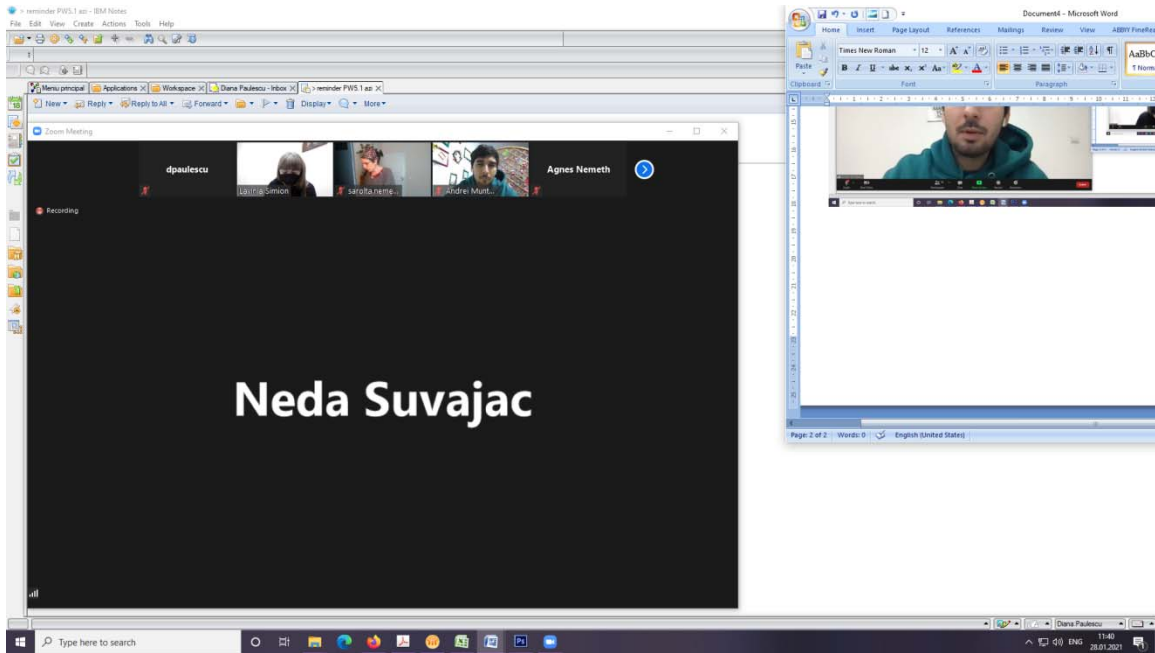 > reminder PWS.1 azi - IBM Notes
File Edit View Create Actions Tools Help
Meniu principal
Applications
Workspace
Diana Paulescu - Inbox
> reminder PWS.1 azi
New
Reply
Reply to All
Forward
Display
More
Zoom Meeting
dpaulescu
Lavinia Simion
sarolta.neme...
Andrei Munt...
Agnes Nemeth
Recording
Neda Suvajac
Document4 - Microsoft Word
Home Insert Page Layout References Mailings Review View ABBYY FineRea
Paste
Times New Roman
12
AaBbC
¶ Norm
Clipboard Font Paragraph
Page: 2 of 2 Words: 0 English (United States)
Diana Paulescu
Type here to search
ENG
11:40
28.01.2021